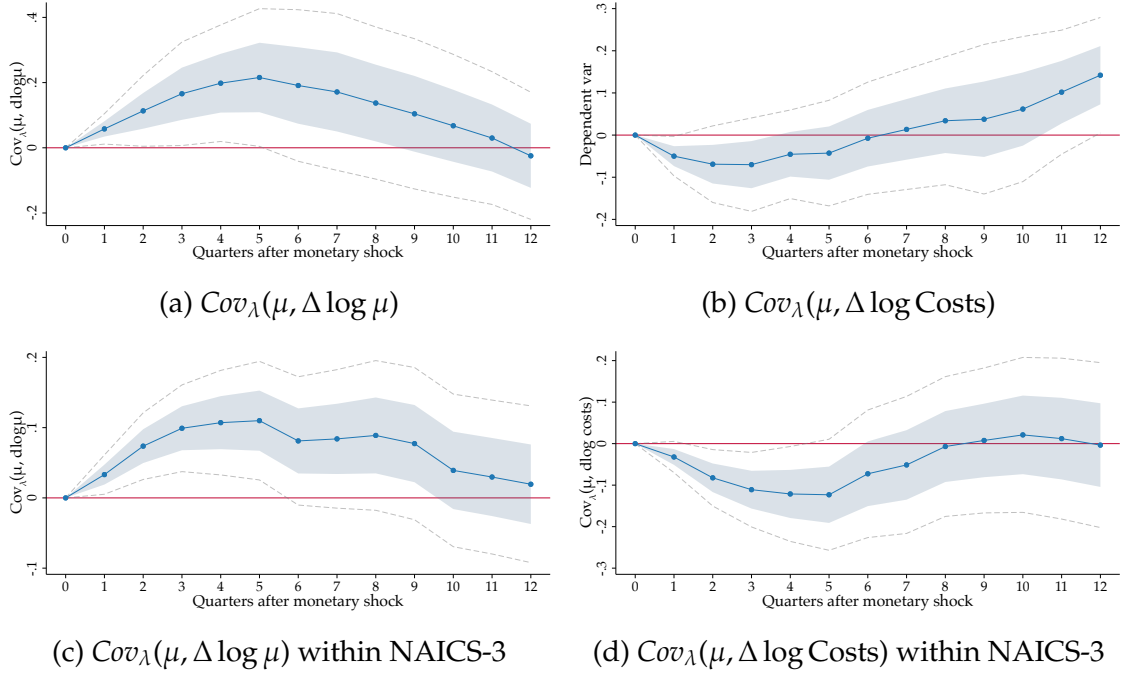 Cov_λ(μ, dlogμ)
.4
.2
0
-.2
0 1 2 3 4 5 6 7 8 9 10 11 12
Quarters after monetary shock
(a) Cov_λ(μ, Δ log μ)
Dependent var
.3
.2
.1
0
-.1
-.2
0 1 2 3 4 5 6 7 8 9 10 11 12
Quarters after monetary shock
(b) Cov_λ(μ, Δ log Costs)
Cov_λ(μ, dlogμ)
.2
.1
0
-.1
0 1 2 3 4 5 6 7 8 9 10 11 12
Quarters after monetary shock
(c) Cov_λ(μ, Δ log μ) within NAICS-3
Cov_λ(μ, dlog costs)
.2
.1
0
-.1
-.2
-.3
0 1 2 3 4 5 6 7 8 9 10 11 12
Quarters after monetary shock
(d) Cov_λ(μ, Δ log Costs) within NAICS-3